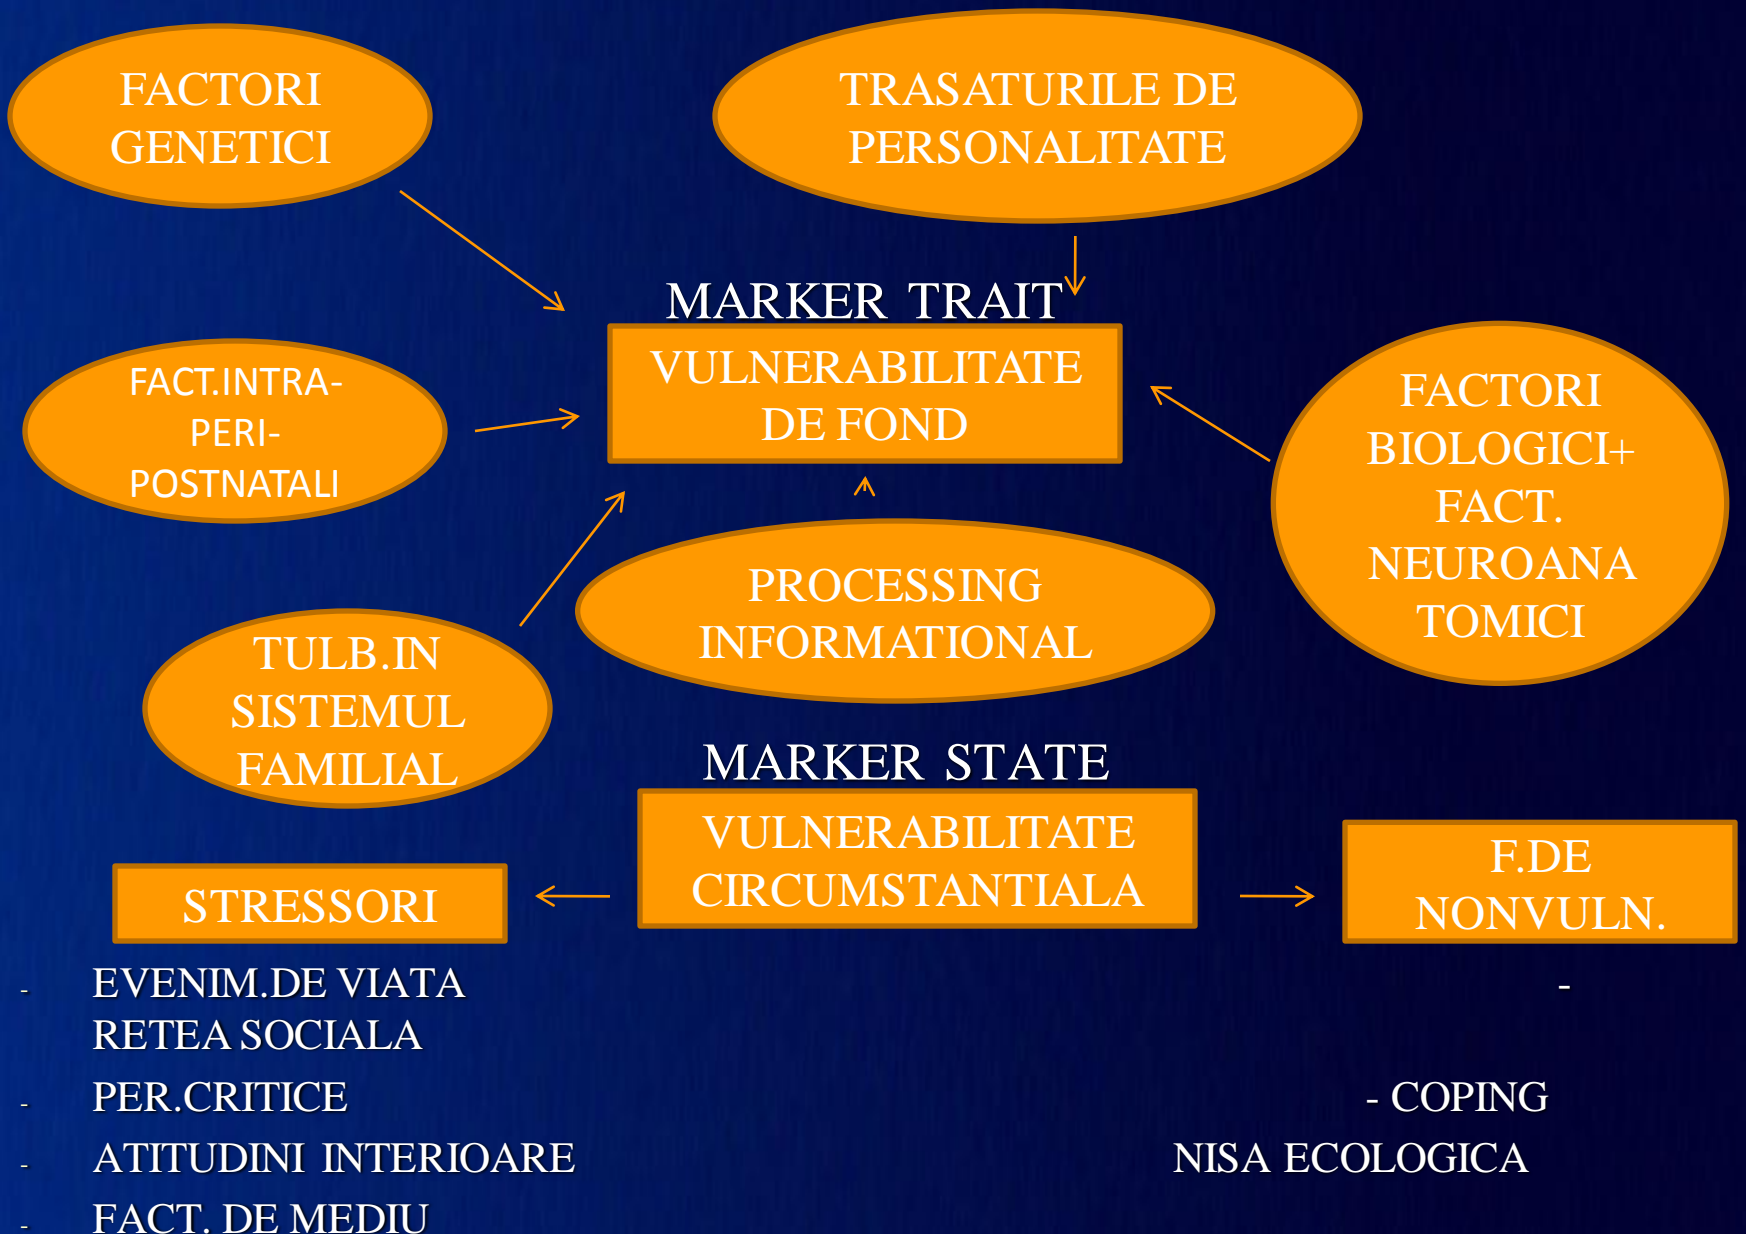 FACTORI
GENETICI
TRASATURILE DE
PERSONALITATE
MARKER TRAIT
VULNERABILITATE
DE FOND
FACT.INTRA-
PERI-
POSTNATALI
FACTORI
BIOLOGICI+
FACT.
NEUROANA
TOMICI
PROCESSING
INFORMATIONAL
TULB.IN
SISTEMUL
FAMILIAL
MARKER STATE
VULNERABILITATE
CIRCUMSTANTIALA
STRESSORI
F.DE
NONVULN.
- EVENIM.DE VIATA -
RETEA SOCIALA
- PER.CRITICE - COPING
- ATITUDINI INTERIOARE NISA ECOLOGICA
- FACT. DE MEDIU